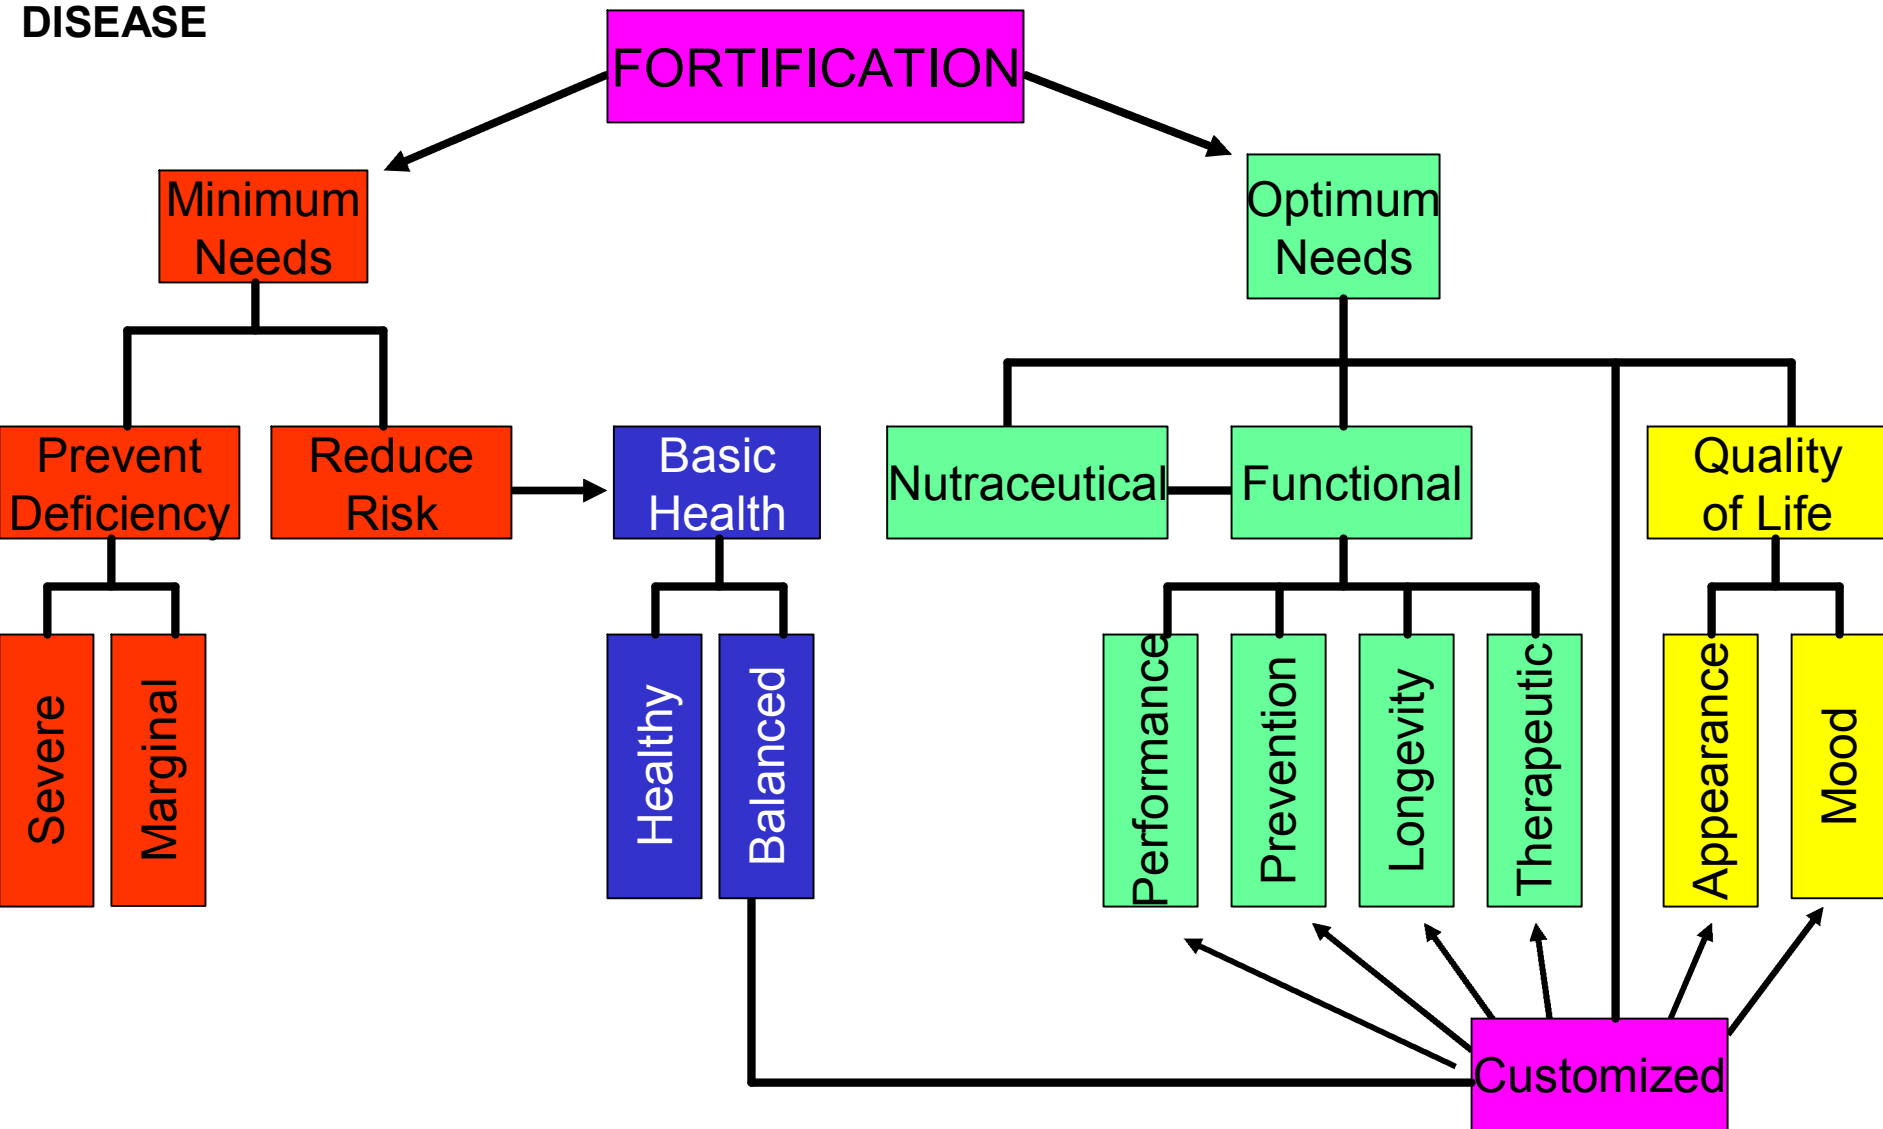 DISEASE
FORTIFICATION
Minimum
Needs
Optimum
Needs
Prevent
Deficiency
Reduce
Risk
Basic
Health
Nutraceutical
Functional
Quality
of Life
Severe
Marginal
Healthy
Balanced
Performance
Prevention
Longevity
Therapeutic
Appearance
Mood
Customized